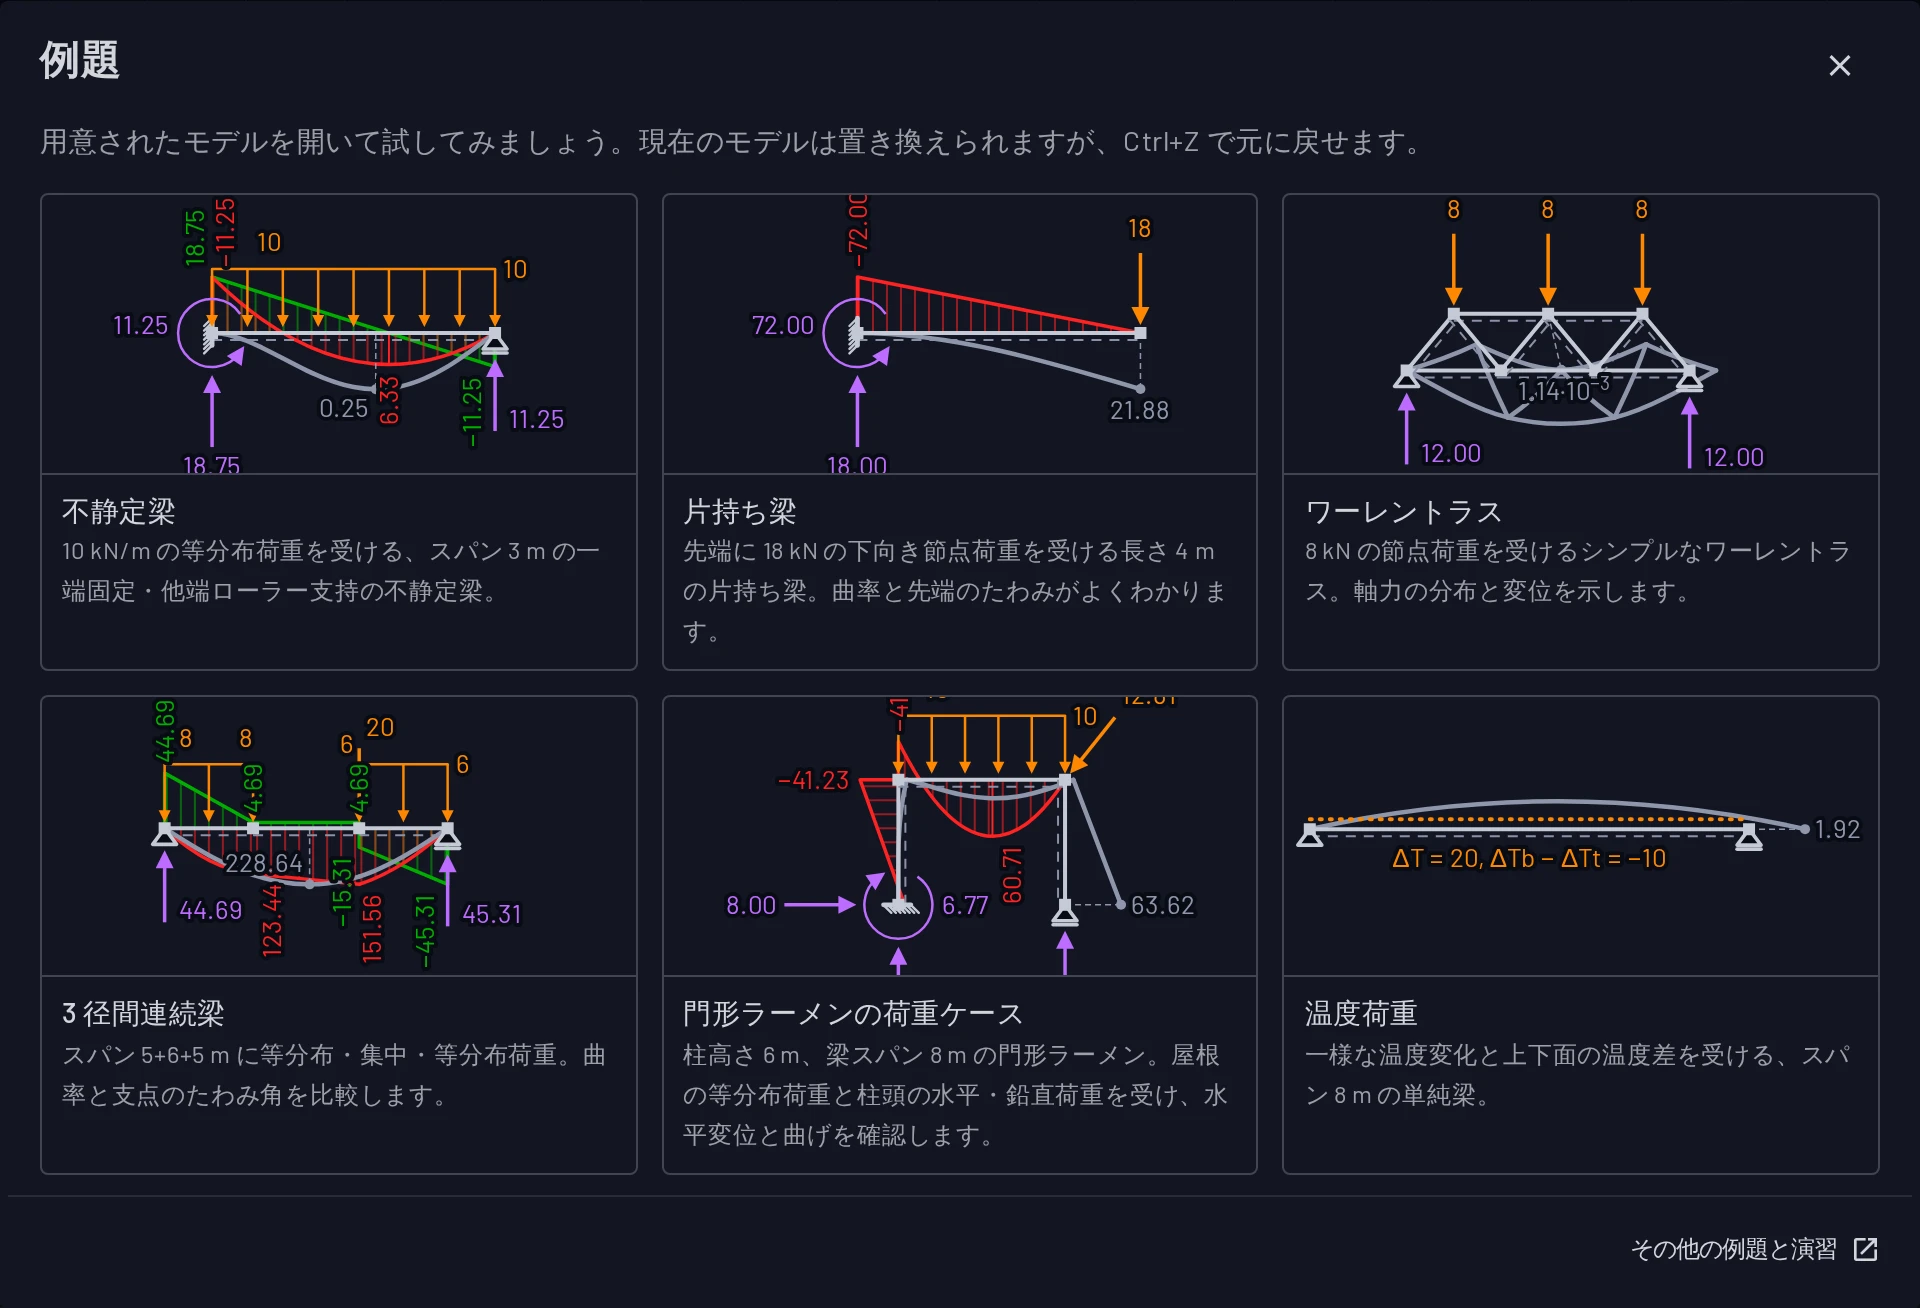 例題
用意されたモデルを開いて試してみましょう。現在のモデルは置き換えられますが、Ctrl+Z で元に戻せます。
18.75
−11.25
10
10
11.25
0.25
6.33
−11.25
11.25
18.75
不静定梁
10 kN/m の等分布荷重を受ける、スパン 3 m の一
端固定・他端ローラー支持の不静定梁。
−72.00
18
72.00
21.88
18.00
片持ち梁
先端に 18 kN の下向き節点荷重を受ける長さ 4 m
の片持ち梁。曲率と先端のたわみがよくわかりま
す。
8
8
8
1.14·10⁻³
12.00
12.00
ワーレントラス
8 kN の節点荷重を受けるシンプルなワーレントラ
ス。軸力の分布と変位を示します。
44.69
8
8
4.69
6
20
4.69
6
228.64
44.69
123.44
−15.31
151.56
−45.31
45.31
3 径間連続梁
スパン 5+6+5 m に等分布・集中・等分布荷重。曲
率と支点のたわみ角を比較します。
−41
10
12.81
−41.23
60.71
8.00
6.77
63.62
門形ラーメンの荷重ケース
柱高さ 6 m、梁スパン 8 m の門形ラーメン。屋根
の等分布荷重と柱頭の水平・鉛直荷重を受け、水
平変位と曲げを確認します。
1.92
ΔT = 20, ΔTb − ΔTt = −10
温度荷重
一様な温度変化と上下面の温度差を受ける、スパ
ン 8 m の単純梁。
その他の例題と演習